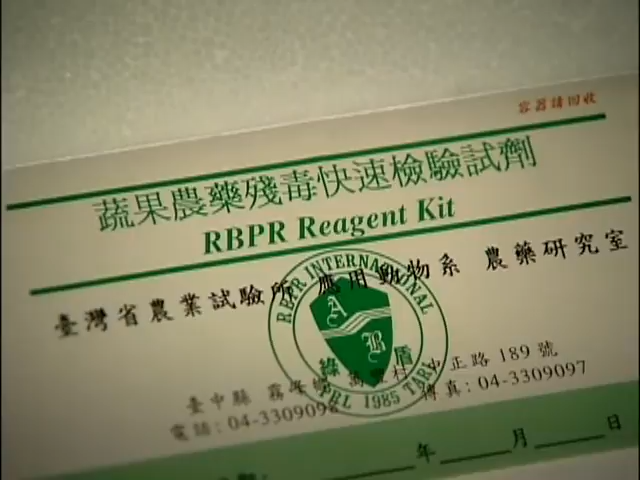 容器請回收
蔬果農藥殘毒快速檢驗試劑
RBPR Reagent Kit
臺灣省農業試驗所 應用動物系 農藥研究室
RBPR INTERNATIONAL
A
B
綠 盾
PRL 1985 TARI
臺中縣 霧峰鄉 萬豐村 中正路 189 號
電話：04-3309098 傳真：04-3309097
年 月 日